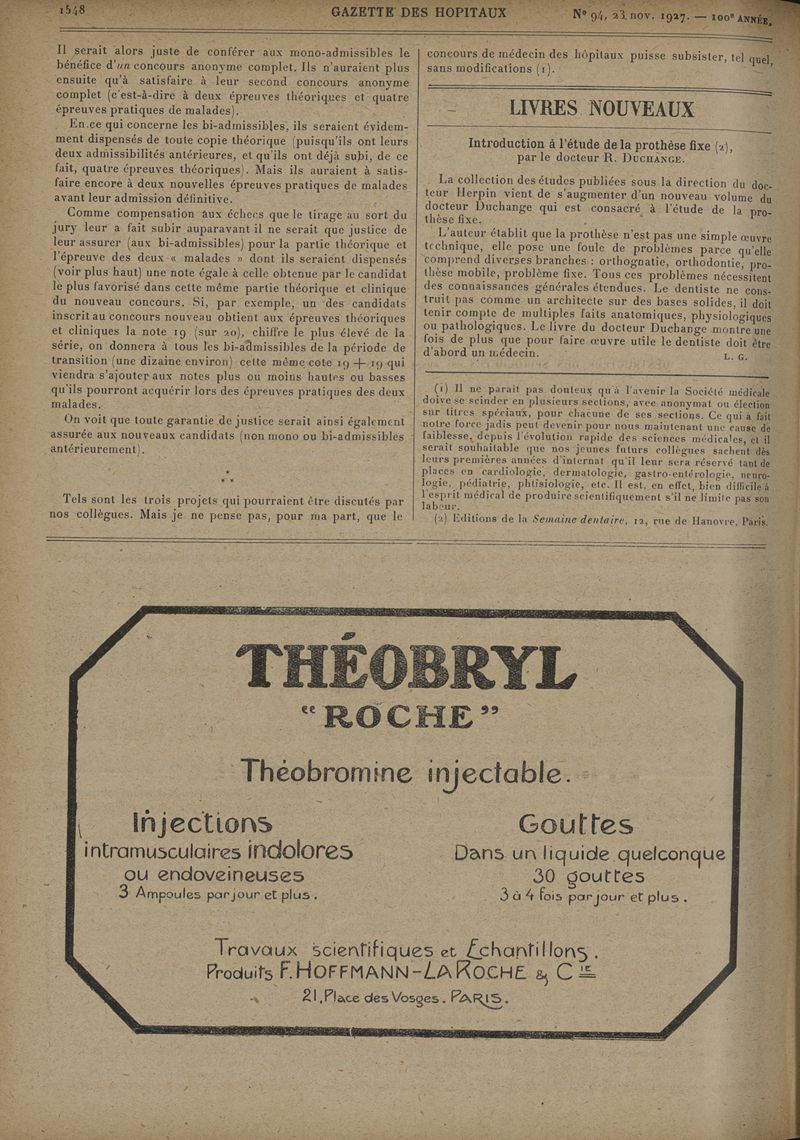 1548
GAZETTE DES HOPITAUX
N° 94, 23 nov. 1927. — 100e ANNÉE.
Il serait alors juste de conférer aux mono-admissibles le
bénéfice d'un concours anonyme complet. Ils n'auraient plus
ensuite qu'à satisfaire à leur second concours anonyme
complet (c'est-à-dire à deux épreuves théoriques et quatre
épreuves pratiques de malades).
En ce qui concerne les bi-admissibles, ils seraient évidem-
ment dispensés de toute copie théorique (puisqu'ils ont leurs
deux admissibilités antérieures, et qu'ils ont déjà subi, de ce
fait, quatre épreuves théoriques). Mais ils auraient à satis-
faire encore à deux nouvelles épreuves pratiques de malades
avant leur admission définitive.
Comme compensation aux échecs que le tirage au sort du
jury leur a fait subir auparavant il ne serait que justice de
leur assurer (aux bi-admissibles) pour la partie théorique et
l'épreuve des deux « malades » dont ils seraient dispensés
(voir plus haut) une note égale à celle obtenue par le candidat
le plus favorisé dans cette même partie théorique et clinique
du nouveau concours. Si, par exemple, un des candidats
inscrit au concours nouveau obtient aux épreuves théoriques
et cliniques la note 19 (sur 20), chiffre le plus élevé de la
série, on donnera à tous les bi-admissibles de la période de
transition (une dizaine environ) cette même cote 19 + 19 qui
viendra s'ajouter aux notes plus ou moins hautes ou basses
qu'ils pourront acquérir lors des épreuves pratiques des deux
malades.
On voit que toute garantie de justice serait ainsi également
assurée aux nouveaux candidats (non mono ou bi-admissibles
antérieurement).
*
* *
Tels sont les trois projets qui pourraient être discutés par
nos collègues. Mais je ne pense pas, pour ma part, que le
concours de médecin des hôpitaux puisse subsister, tel quel,
sans modifications (1).
LIVRES NOUVEAUX
Introduction à l'étude de la prothèse fixe (2),
par le docteur R. DUCHANGE.
La collection des études publiées sous la direction du doc-
teur Herpin vient de s'augmenter d'un nouveau volume du
docteur Duchange qui est consacré à l'étude de la pro-
thèse fixe.
L'auteur établit que la prothèse n'est pas une simple œuvre
technique, elle pose une foule de problèmes parce qu'elle
comprend diverses branches : orthognatie, orthodontie, pro-
thèse mobile, problème fixe. Tous ces problèmes nécessitent
des connaissances générales étendues. Le dentiste ne cons-
truit pas comme un architecte sur des bases solides, il doit
tenir compte de multiples faits anatomiques, physiologiques
ou pathologiques. Le livre du docteur Duchange montre une
fois de plus que pour faire œuvre utile le dentiste doit être
d'abord un médecin.
L. G.
(1) Il ne parait pas douteux qu'à l'avenir la Société médicale
doive se scinder en plusieurs sections, avec anonymat ou élection
sur titres spéciaux, pour chacune de ses sections. Ce qui a fait
notre force jadis peut devenir pour nous maintenant une cause de
faiblesse, depuis l'évolution rapide des sciences médicales, et il
serait souhaitable que nos jeunes futurs collègues sachent dès
leurs premières années d'internat qu'il leur sera réservé tant de
places en cardiologie, dermatologie, gastro-entérologie, neuro-
logie, pédiatrie, phtisiologie, etc. Il est, en effet, bien difficile à
l'esprit médical de produire scientifiquement s'il ne limite pas son
labeur.
(2) Editions de la Semaine dentaire, 12, rue de Hanovre, Paris.
THÉOBRYL
“ROCHE”
Théobromine injectable.
Injections
intramusculaires indolores
ou endoveineuses
3 Ampoules par jour et plus.
Gouttes
Dans un liquide quelconque
30 gouttes
3 à 4 fois par jour et plus.
Travaux scientifiques et Echantillons.
Produits F. HOFFMANN-LA ROCHE & Cie
21, Place des Vosges. PARIS.